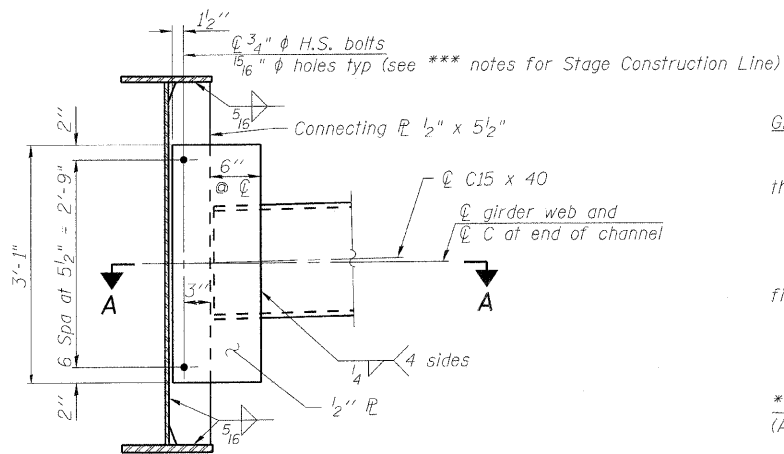 1½"
℄ ¾" ϕ H.S. bolts
15/16" ϕ holes typ (see *** notes for Stage Construction Line)
5/16
Connecting ℙ ½" x 5½"
2"
6"
@ ℄
℄ C15 x 40
℄ girder web and
℄ C at end of channel
3'-1"
6 Spa at 5½" = 2'-9"
A
A
3"
¼
4 sides
½" ℙ
2"
5/16
G
th
fi
*
(A